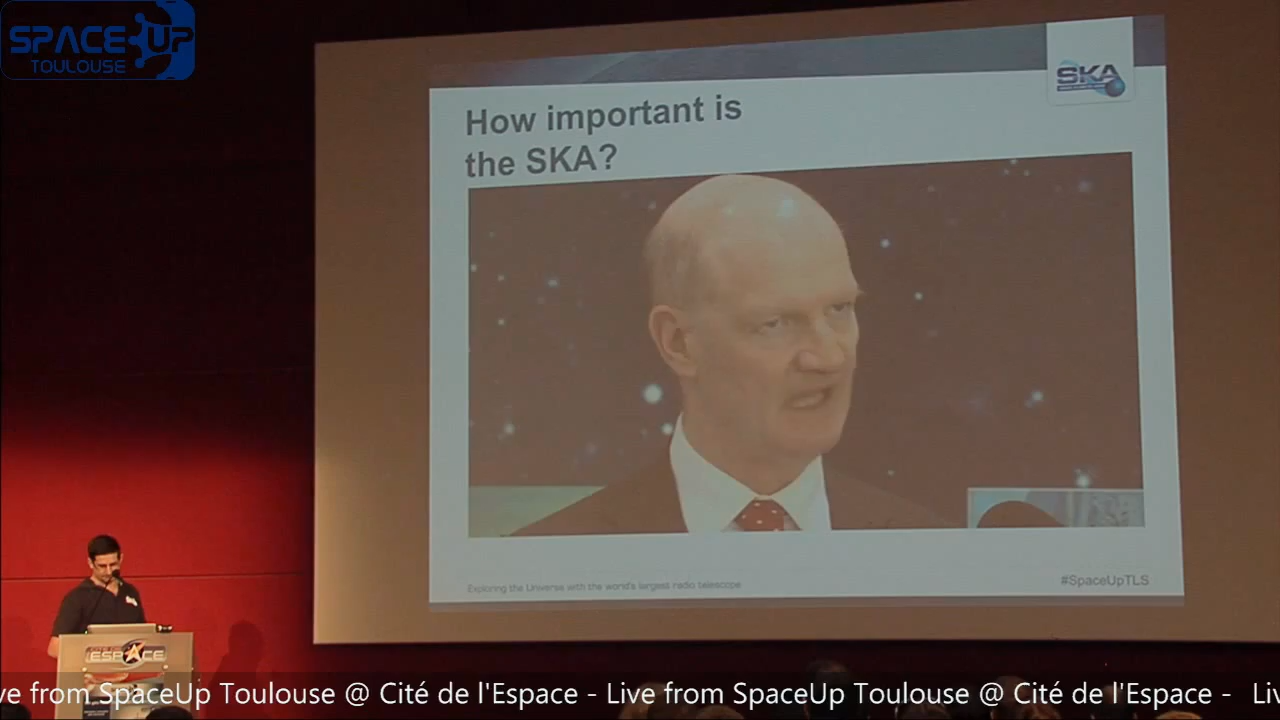 SPACE UP
TOULOUSE
SKA
How important is
the SKA?
Exploring the Universe with the world's largest radio telescope
#SpaceUpTLS
ESPACE
ve from SpaceUp Toulouse @ Cité de l'Espace - Live from SpaceUp Toulouse @ Cité de l'Espace - Liv